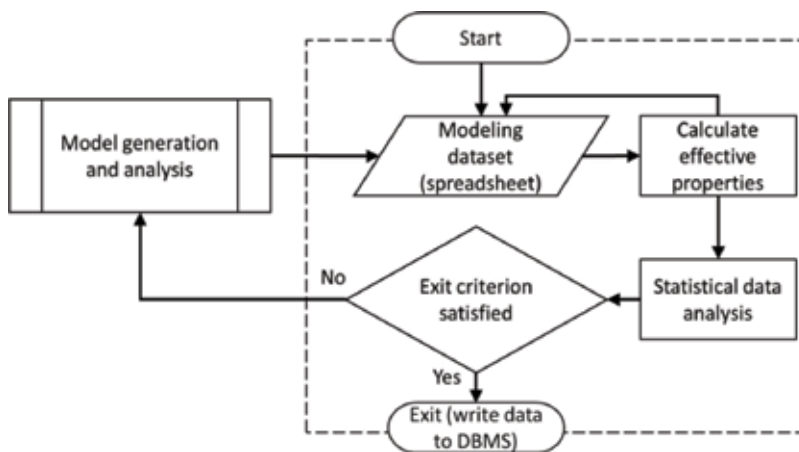 Start
Model generation
and analysis
Modeling
dataset
(spreadsheet)
Calculate
effective
properties
No
Exit criterion
satisfied
Statistical data
analysis
Yes
Exit (write data
to DBMS)